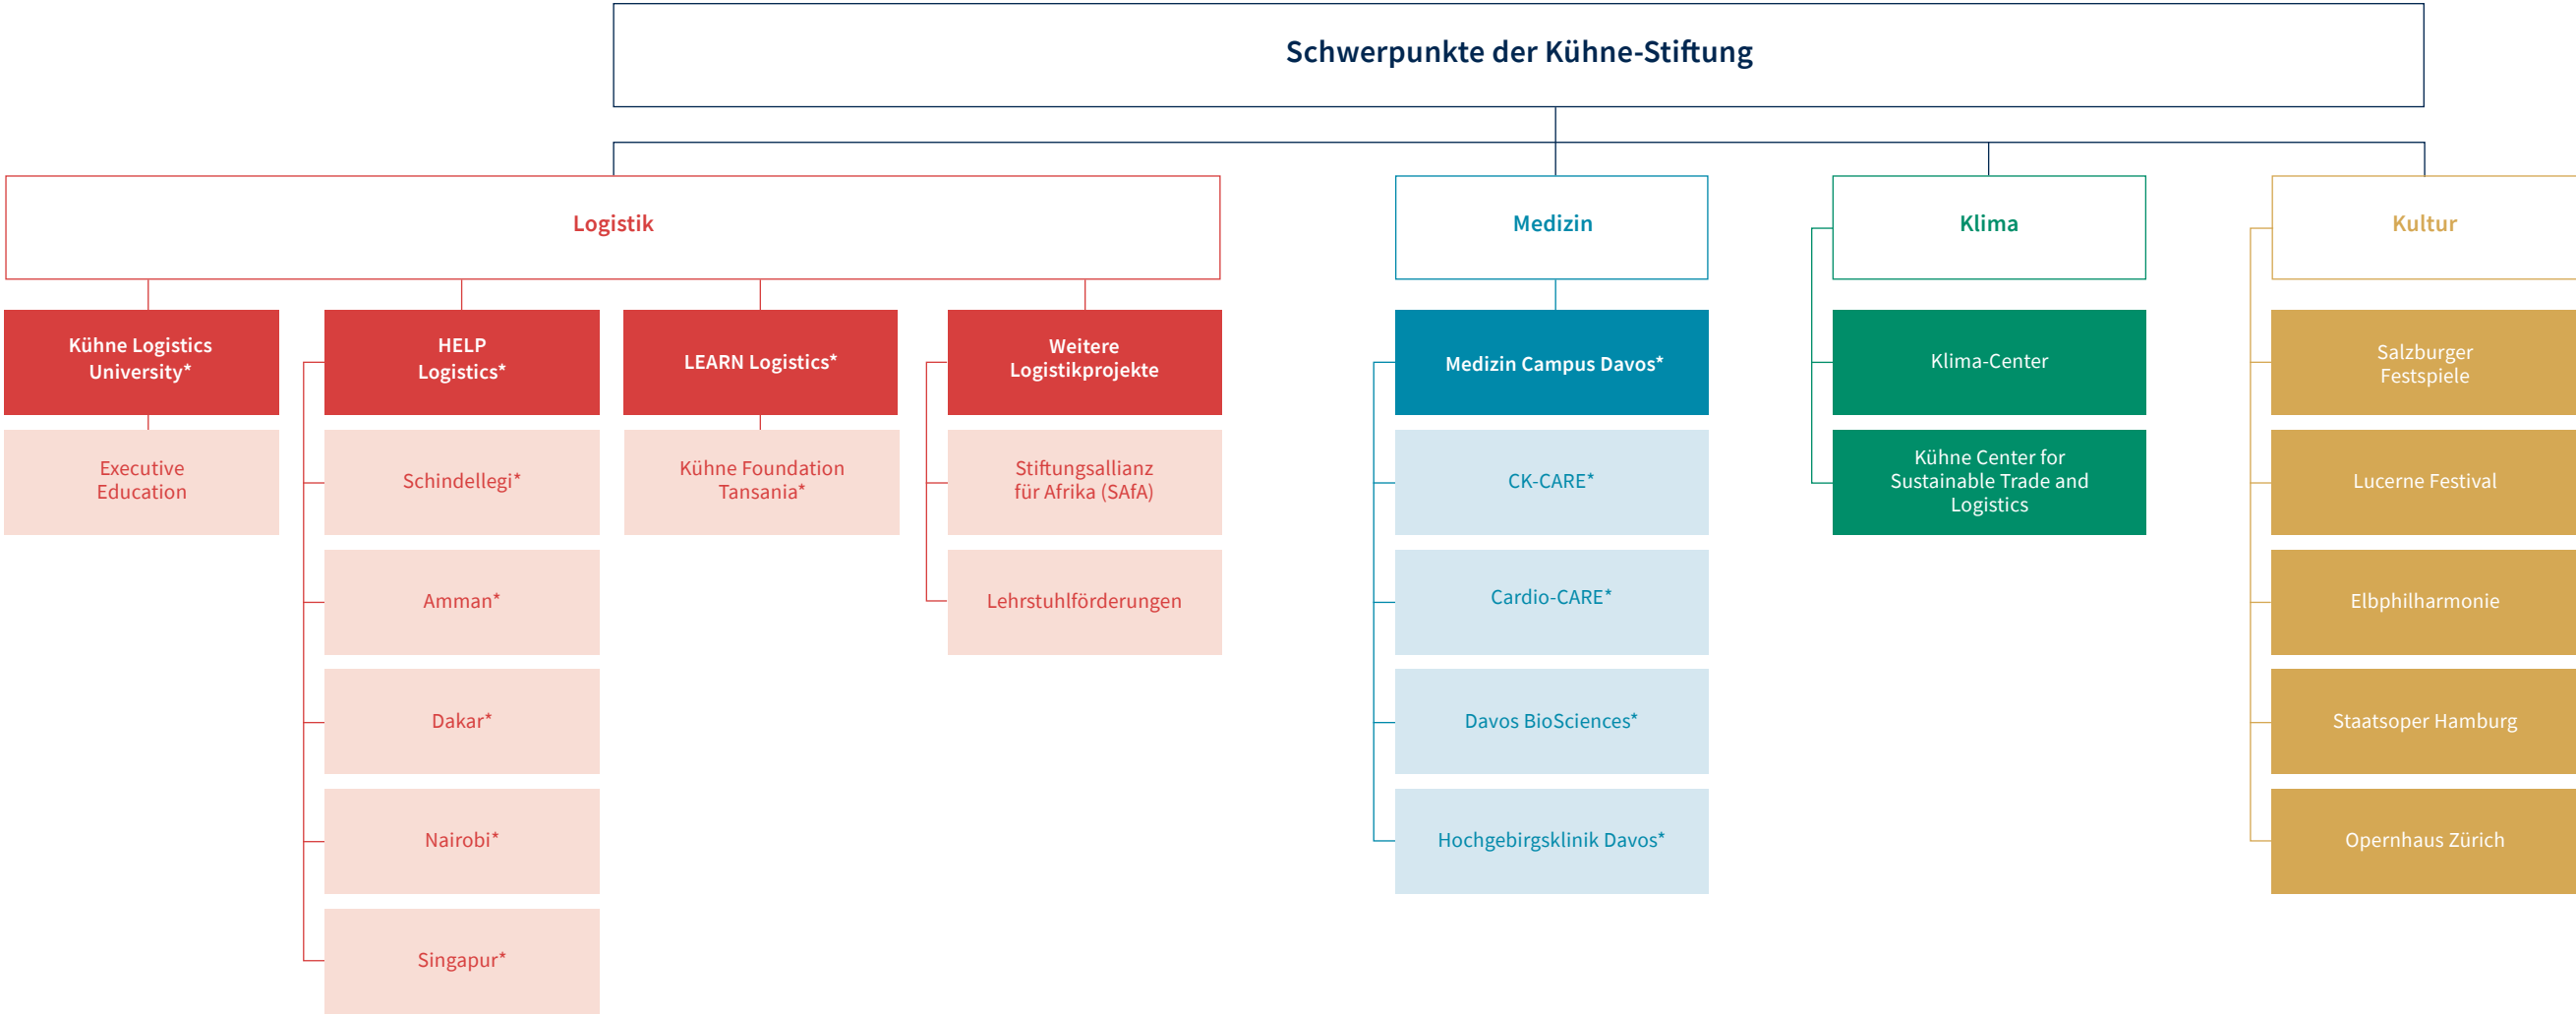 Schwerpunkte der Kühne-Stiftung
Logistik
Medizin
Klima
Kultur
Kühne Logistics
University*
HELP
Logistics*
LEARN Logistics*
Weitere
Logistikprojekte
Medizin Campus Davos*
Klima-Center
Salzburger
Festspiele
Executive
Education
Schindellegi*
Kühne Foundation
Tansania*
Stiftungsallianz
für Afrika (SAfA)
CK-CARE*
Kühne Center for
Sustainable Trade and
Logistics
Lucerne Festival
Amman*
Lehrstuhlförderungen
Cardio-CARE*
Elbphilharmonie
Dakar*
Davos BioSciences*
Staatsoper Hamburg
Nairobi*
Hochgebirgsklinik Davos*
Opernhaus Zürich
Singapur*